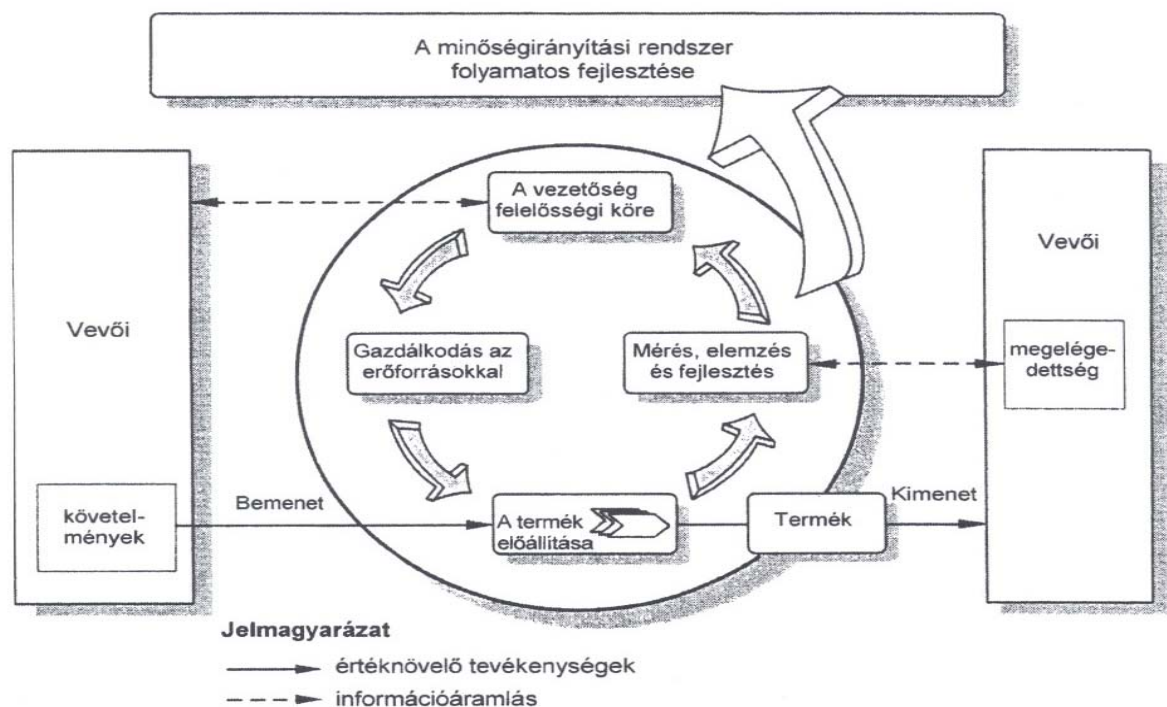 A minőségirányítási rendszer
folyamatos fejlesztése
A vezetőség
felelősségi köre
Vevői
Vevői
Gazdálkodás az
erőforrásokkal
Mérés, elemzés
és fejlesztés
megelége-
dettség
követel-
mények
Bemenet
A termék
előállítása
Termék
Kimenet
Jelmagyarázat
értéknövelő tevékenységek
információáramlás